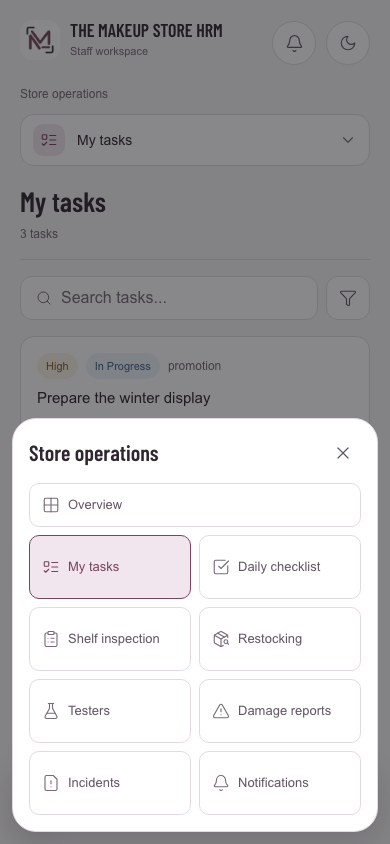 THE MAKEUP STORE HRM
Staff workspace
Store operations
My tasks
My tasks
3 tasks
Search tasks...
High
In Progress
promotion
Prepare the winter display
Store operations
Overview
My tasks
Daily checklist
Shelf inspection
Restocking
Testers
Damage reports
Incidents
Notifications